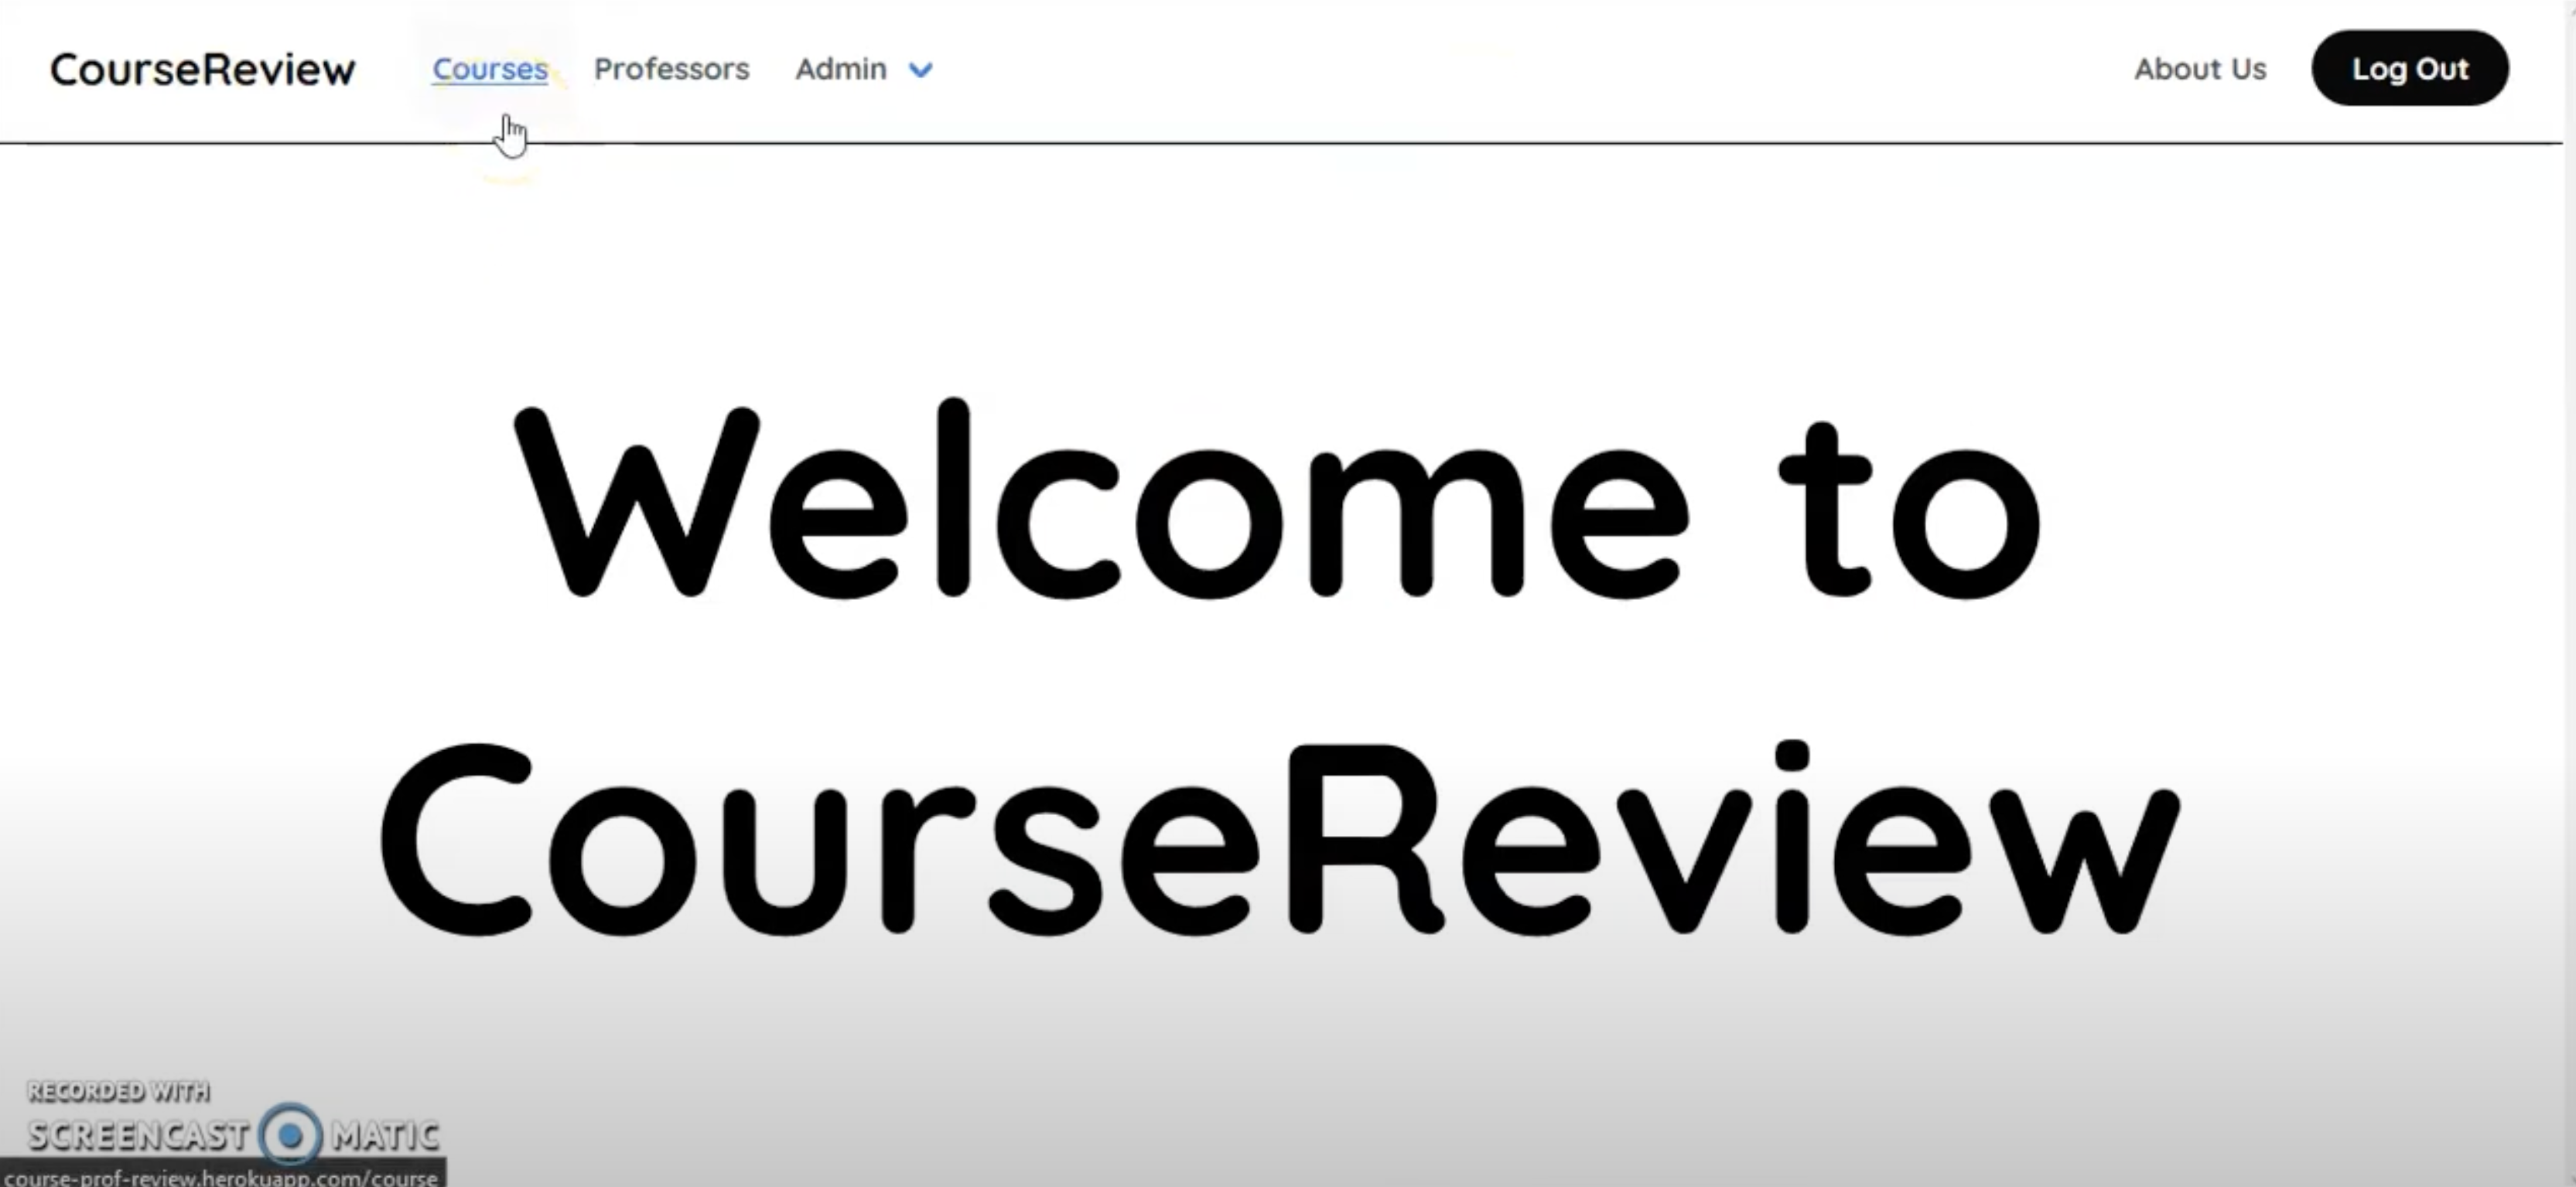 CourseReview Courses Professors Admin About Us Log Out
Welcome to
CourseReview
RECORDED WITH
SCREENCAST MATIC
course-prof-review.herokuapp.com/course